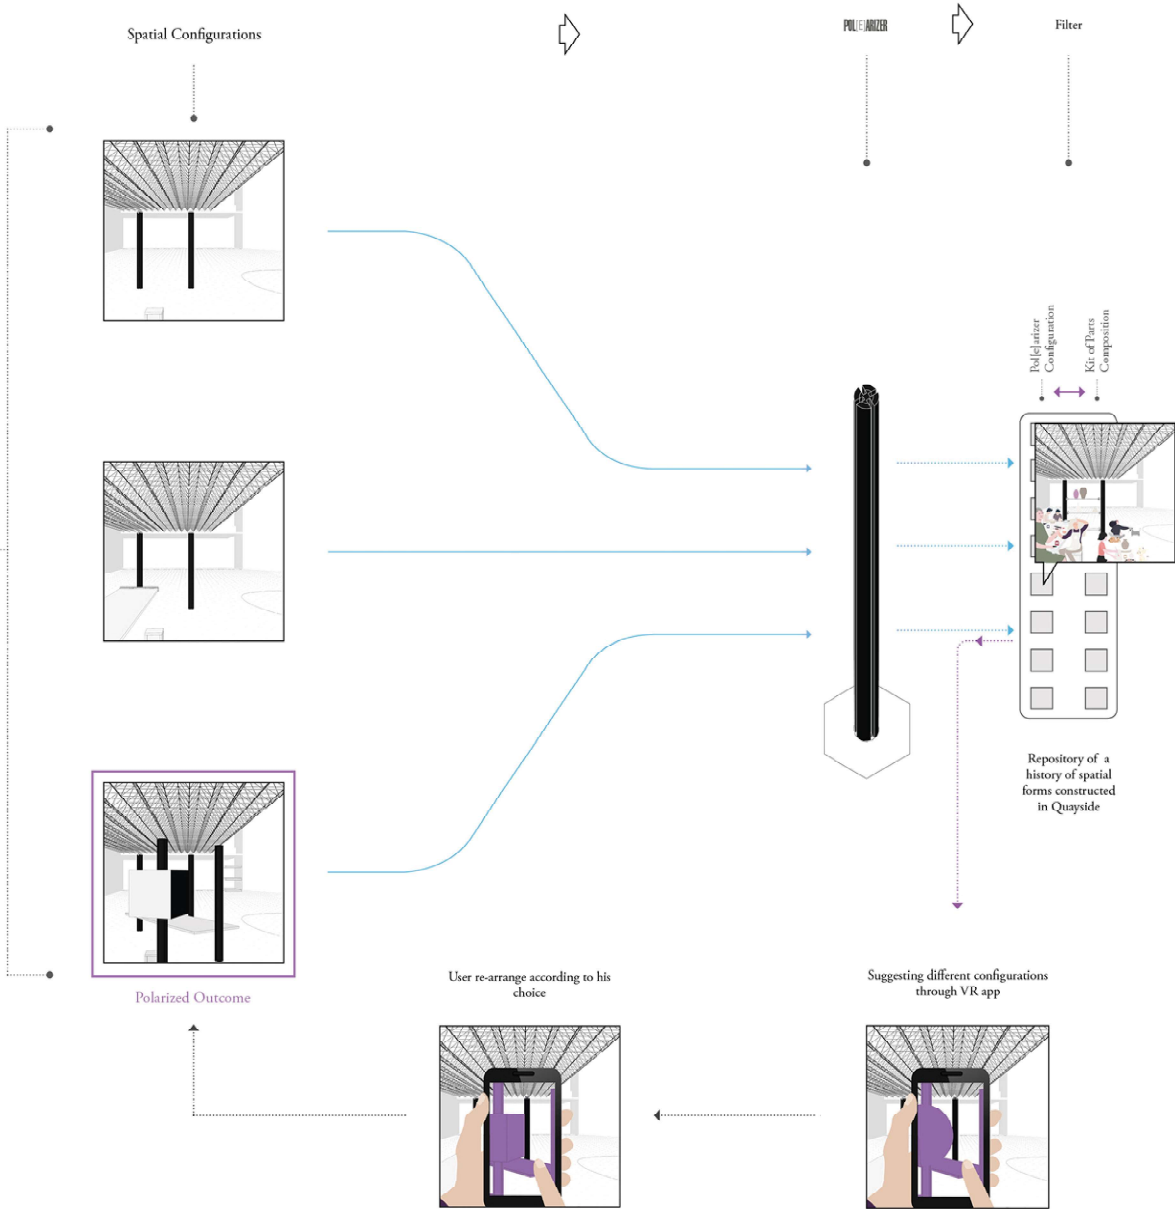 Spatial Configurations
POL[E]ARIZER
Filter
Pol[e]arizer
Configuration
Kit of Parts
Composition
Repository of a
history of spatial
forms constructed
in Quayside
Polarized Outcome
User re-arrange according to his
choice
Suggesting different configurations
through VR app